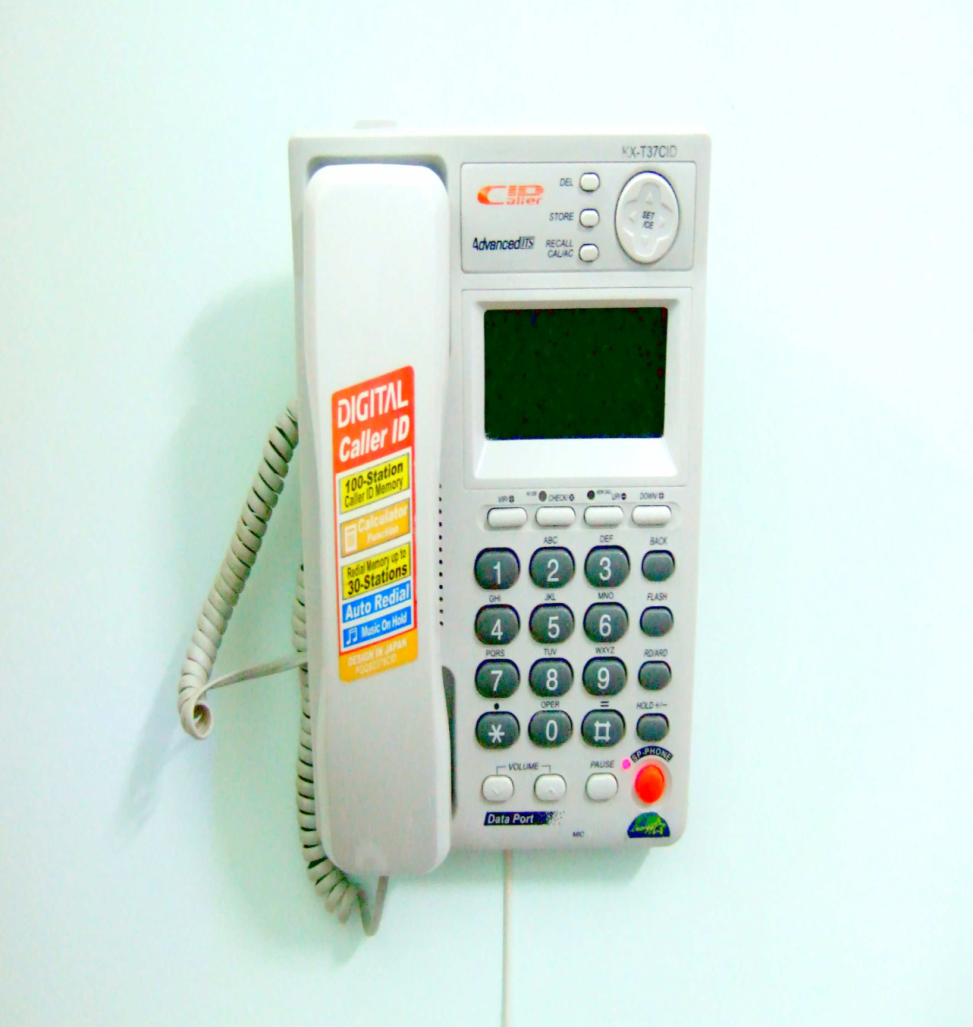 KX-T37CID
CID
aller
DEL
STORE
Advanced ITS
RECALL
CAL/AC
SET
DIGITAL
Caller ID
100-Station
Caller ID Memory
Calculator
Function
Redial Memory up to
30-Stations
Auto Redial
Music On Hold
DESIGN IN JAPAN
VIP/
CHECK/
UP/
DOWN/
ABC
DEF
BACK
1
2
3
GHI
JKL
MNO
FLASH
4
5
6
PQRS
TUV
WXYZ
RD/ARD
7
8
9
OPER
=
HOLD +/-
*
0
#
SP-PHONE
VOLUME
PAUSE
Data Port
MIC